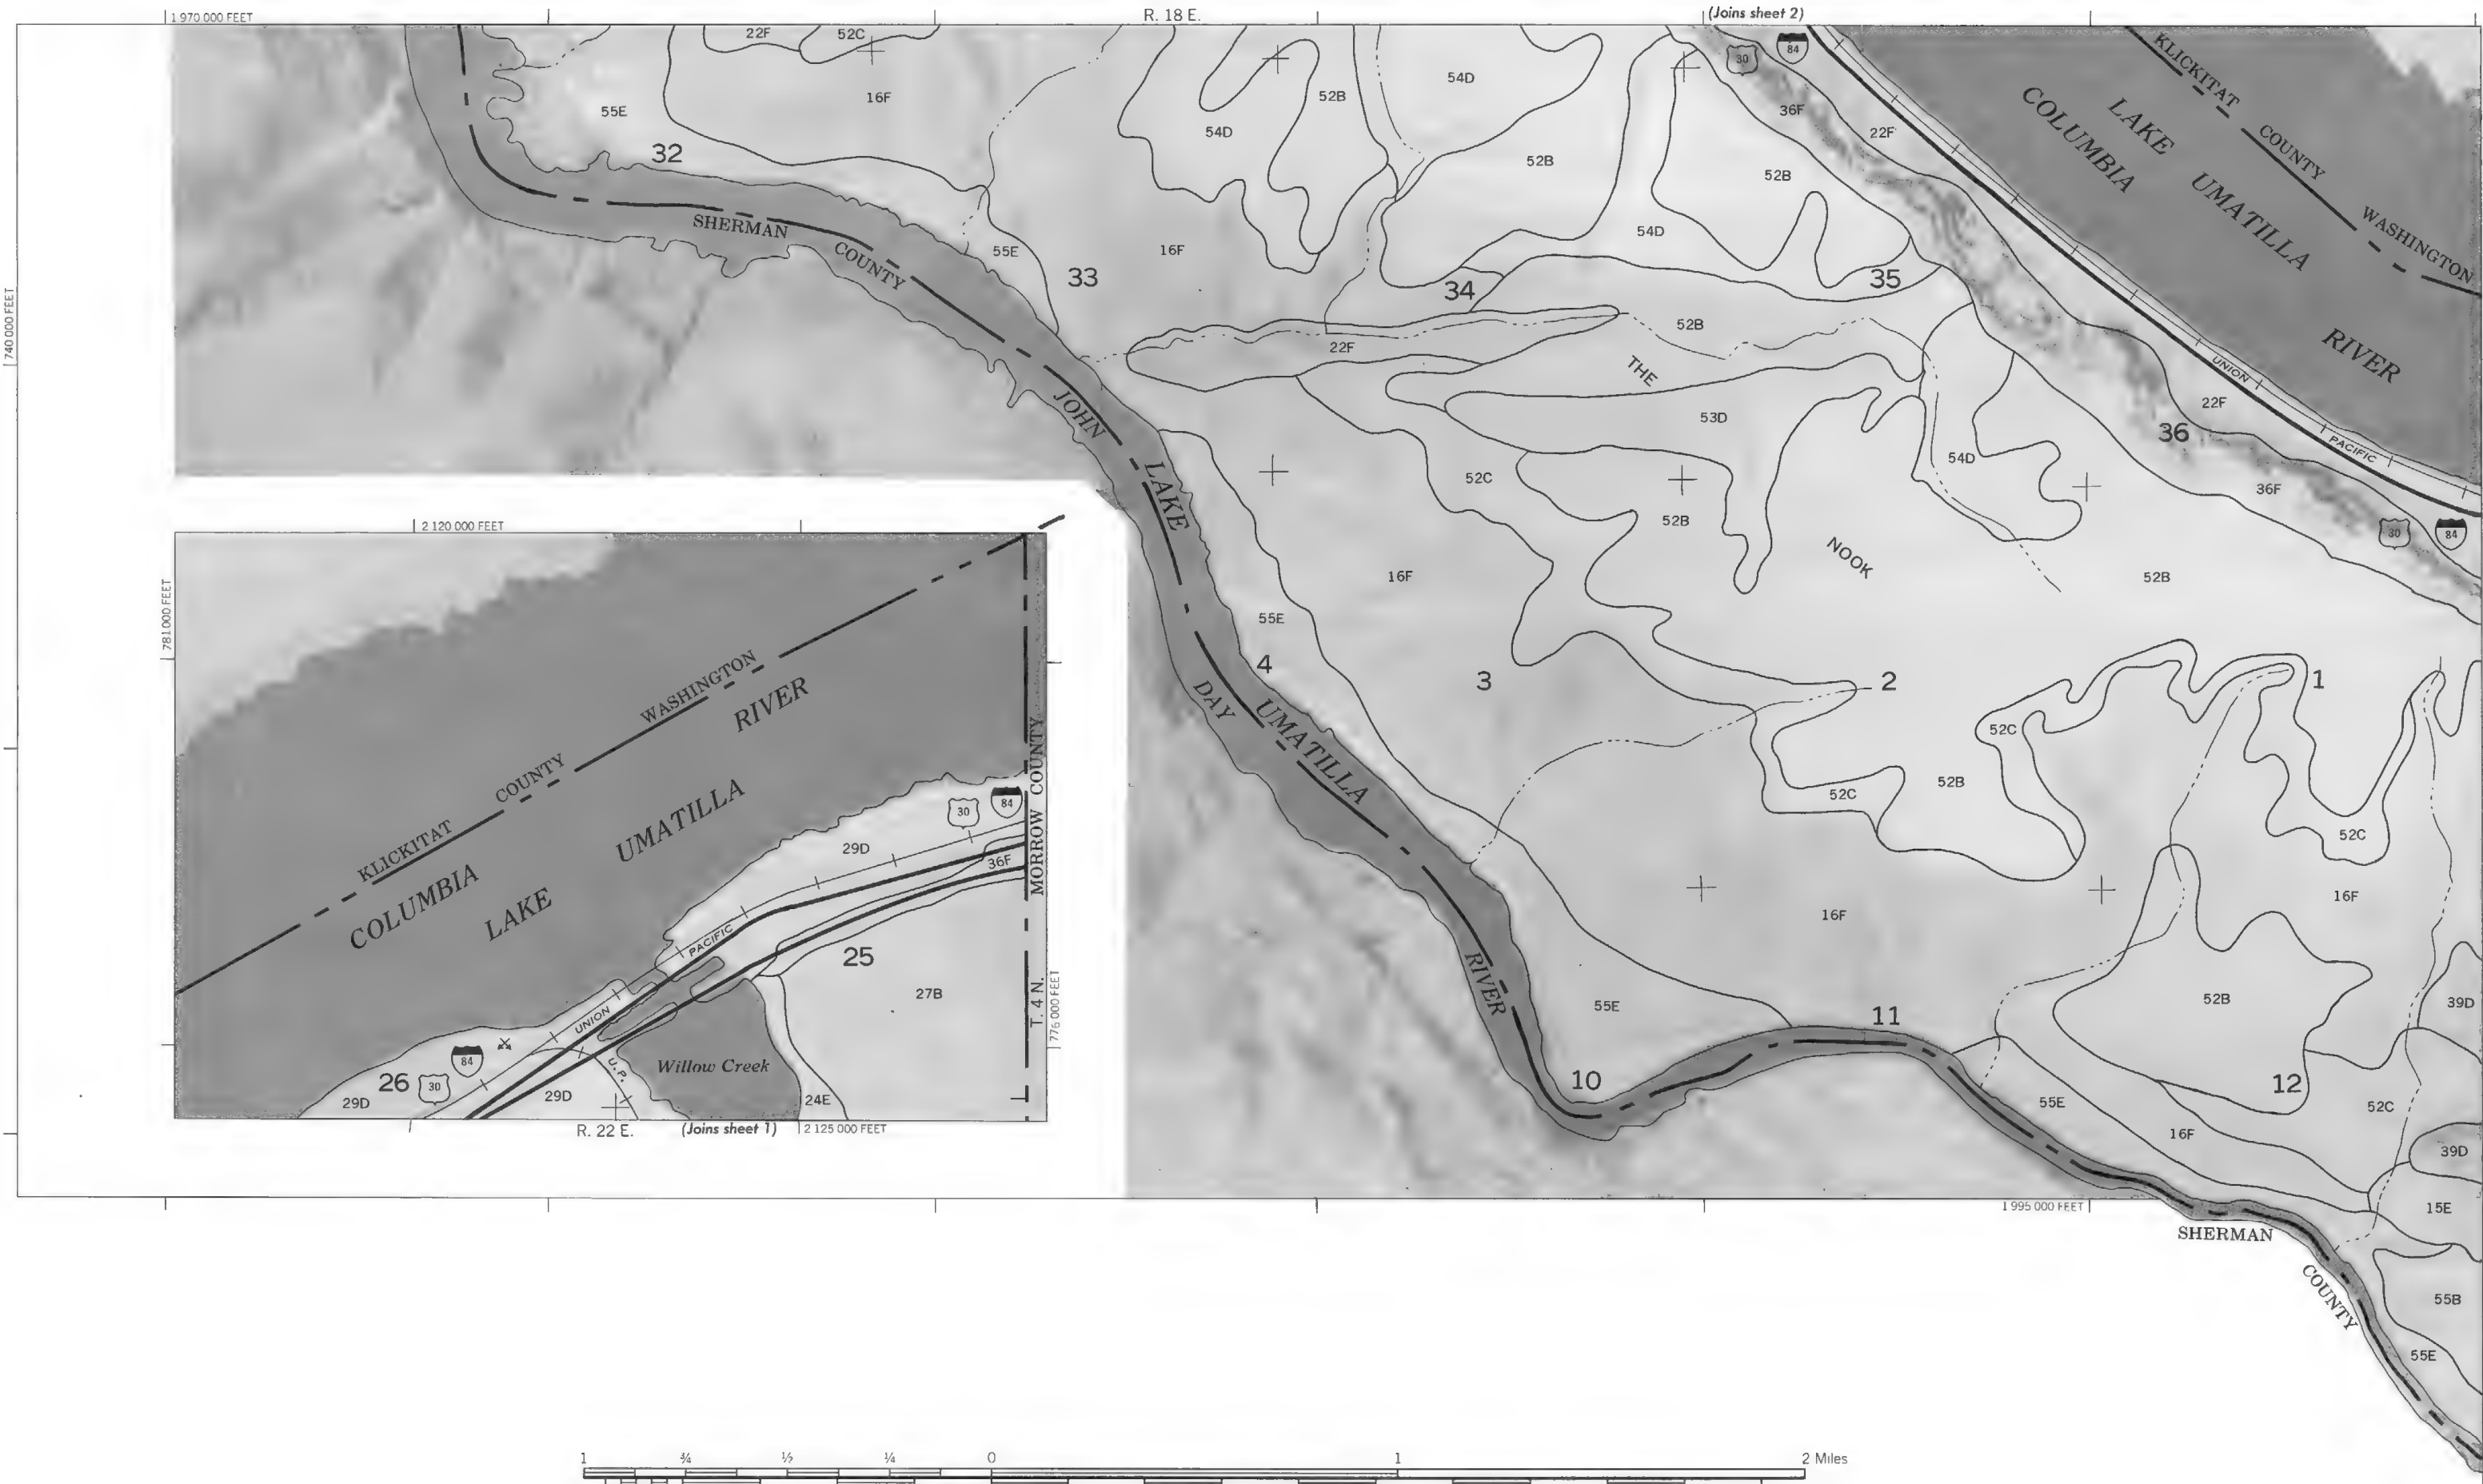 1 970 000 FEET
R. 18 E.
(Joins sheet 2)
22F
52C
30
84
KLICKITAT
COUNTY
WASHINGTON
55E
16F
52B
54D
36F
COLUMBIA
LAKE
UMATILLA
RIVER
32
54D
52B
22F
52B
SHERMAN
COUNTY
55E
33
16F
54D
35
34
740 000 FEET
22F
52B
THE
UNION
PACIFIC
JOHN
53D
22F
36
LAKE
52C
54D
36F
52B
30
84
NOOK
16F
52B
55E
4
3
2
1
DAY
UMATILLA
52C
52B
52C
52C
16F
16F
RIVER
55E
52B
39D
11
10
12
55E
52C
16F
39D
15E
1 995 000 FEET
SHERMAN
COUNTY
55B
55E
2 120 000 FEET
781 000 FEET
KLICKITAT
COUNTY
WASHINGTON
RIVER
COLUMBIA
LAKE
UMATILLA
MORROW COUNTY
30
84
29D
36F
PACIFIC
25
27B
UNION
T. 4 N.
776 000 FEET
84
26
30
U.P.
Willow Creek
29D
29D
24E
R. 22 E.
(Joins sheet 1)
2 125 000 FEET
1
¾
½
¼
0
1
2 Miles